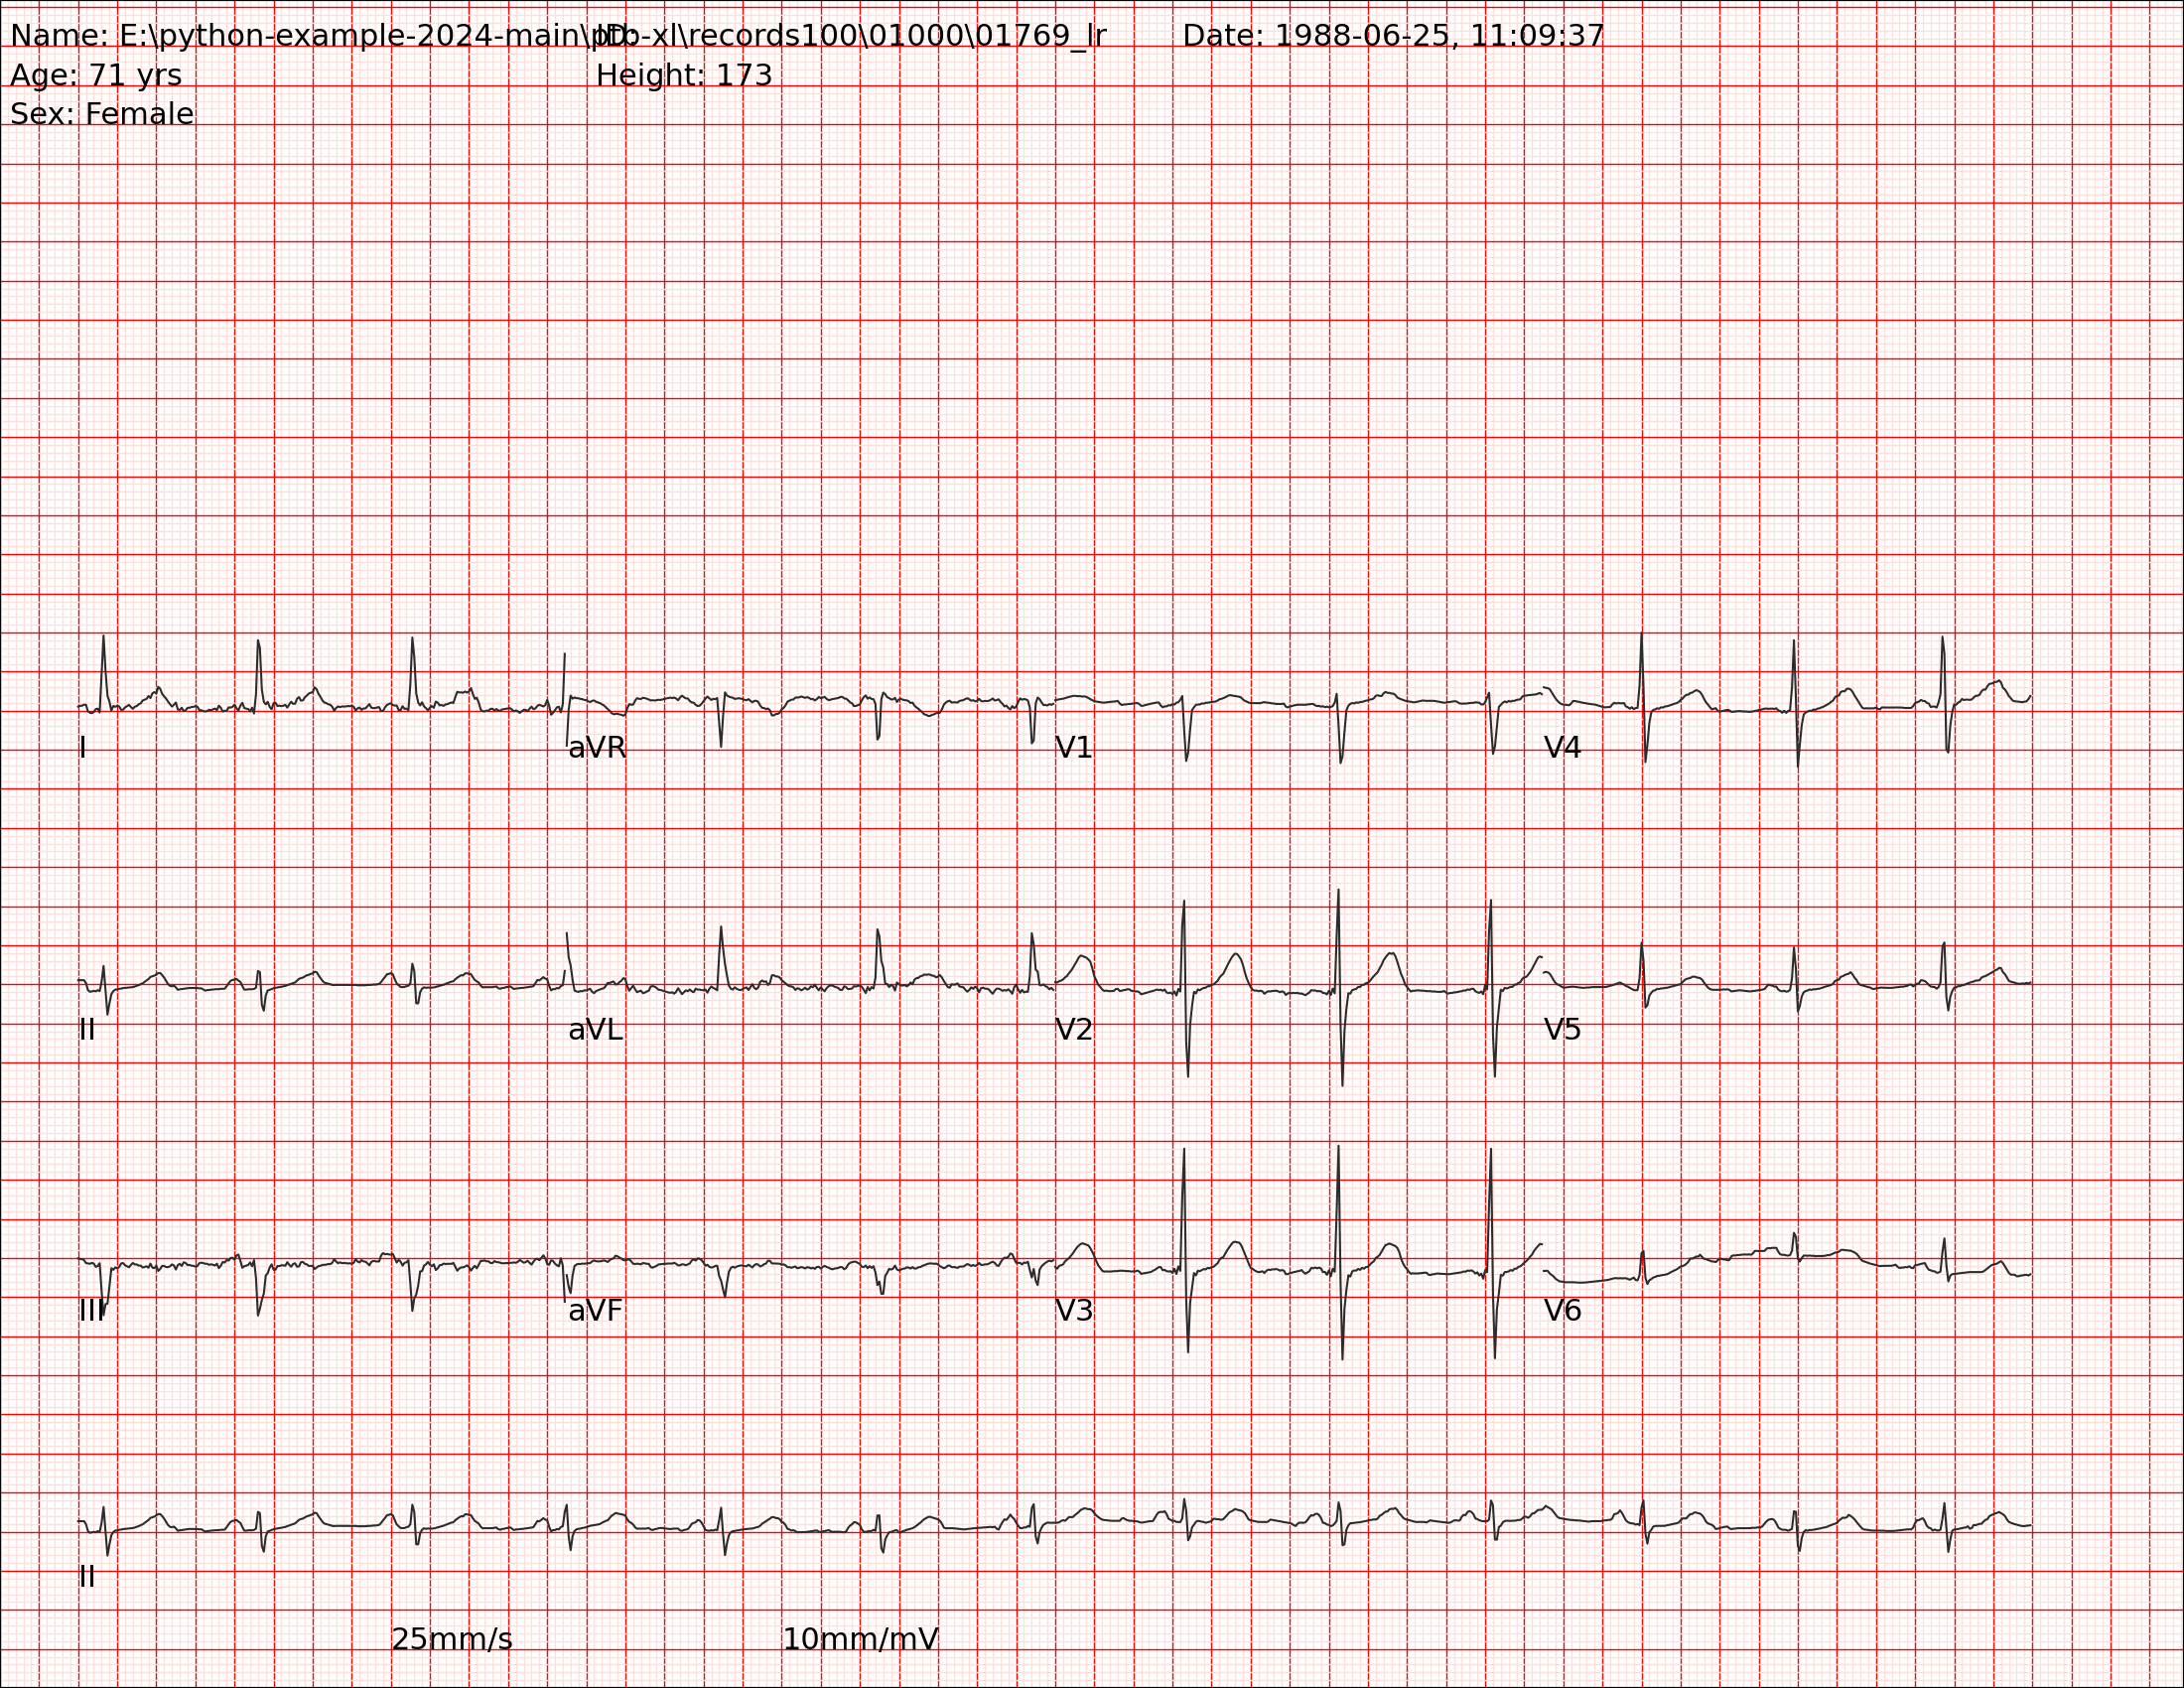 Name: E:\python-example-2024-main\ptb-xl\records100\01000\01769_lr ID: Date: 1988-06-25, 11:09:37
Age: 71 yrs Height: 173
Sex: Female
I aVR V1 V4
II aVL V2 V5
III aVF V3 V6
II
25mm/s 10mm/mV